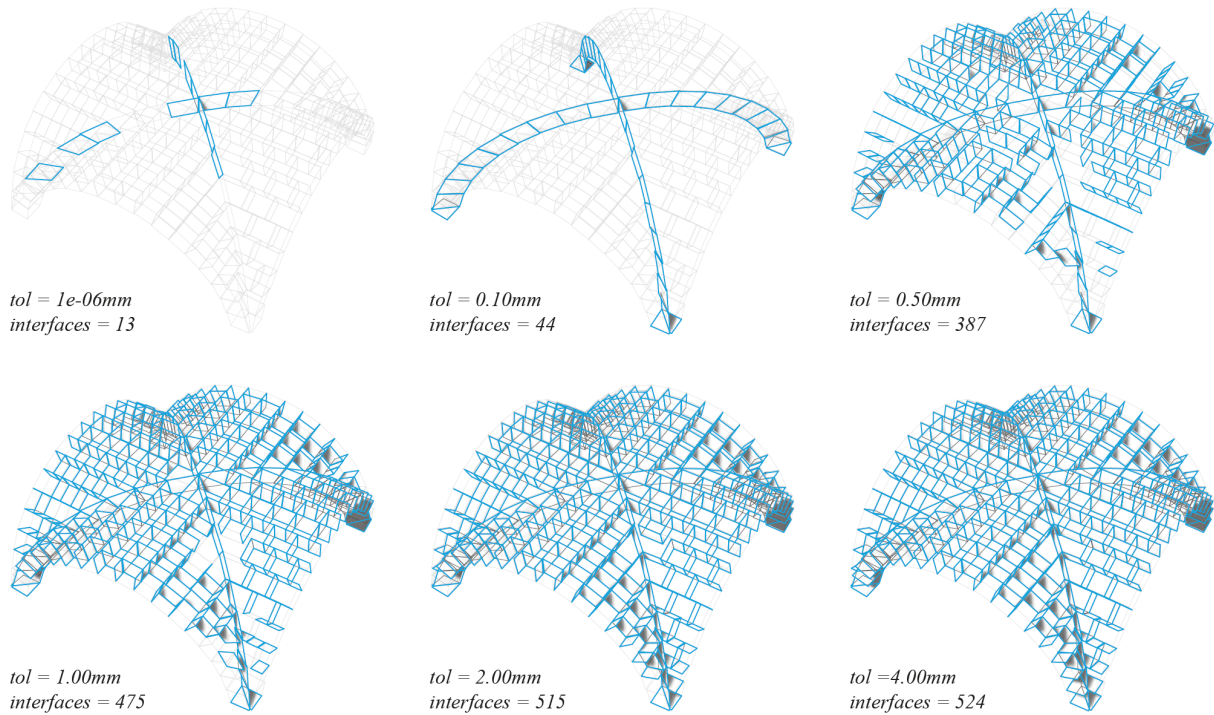 tol = 1e-06mm
interfaces = 13
tol = 0.10mm
interfaces = 44
tol = 0.50mm
interfaces = 387
tol = 1.00mm
interfaces = 475
tol = 2.00mm
interfaces = 515
tol =4.00mm
interfaces = 524